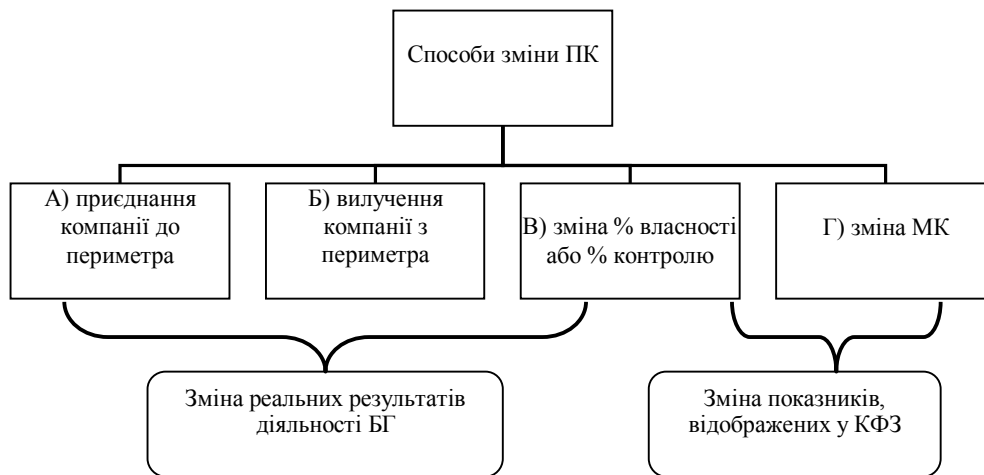 Способи зміни ПК
А) приєднання
компанії до
периметра
Б) вилучення
компанії з
периметра
В) зміна % власності
або % контролю
Г) зміна МК
Зміна реальних результатів
діяльності БГ
Зміна показників,
відображених у КФЗ